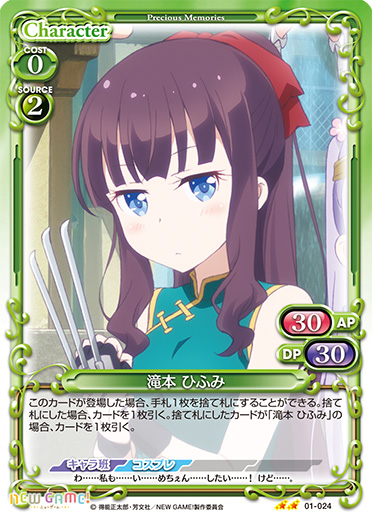 Precious Memories
Character
COST
0
SOURCE
2
30 AP
DP 30
滝本 ひふみ
このカードが登場した場合、手札1枚を捨て札にすることができる。捨て
札にした場合、カードを1枚引く。捨て札にしたカードが「滝本 ひふみ」の
場合、カードを1枚引く。
キャラ班 コスプレ
わ……私も……い……めちぇん……したい……！ けど……。
NEW GAME!
© 得能正太郎・芳文社／NEW GAME!製作委員会
01-024